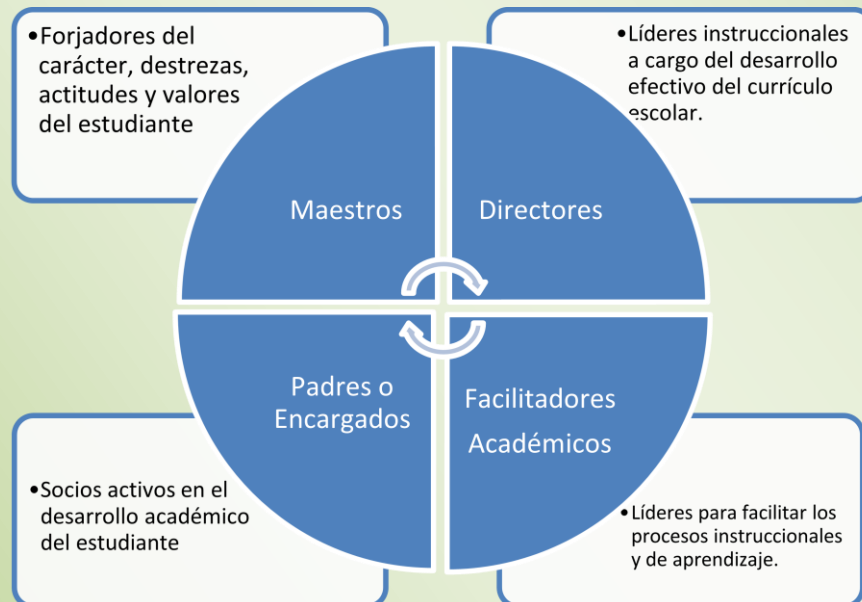 •Forjadores del
carácter, destrezas,
actitudes y valores
del estudiante
•Líderes instruccionales
a cargo del desarrollo
efectivo del currículo
escolar.
Maestros
Directores
Padres o
Encargados
Facilitadores
Académicos
•Socios activos en el
desarrollo académico
del estudiante
•Líderes para facilitar los
procesos instruccionales
y de aprendizaje.